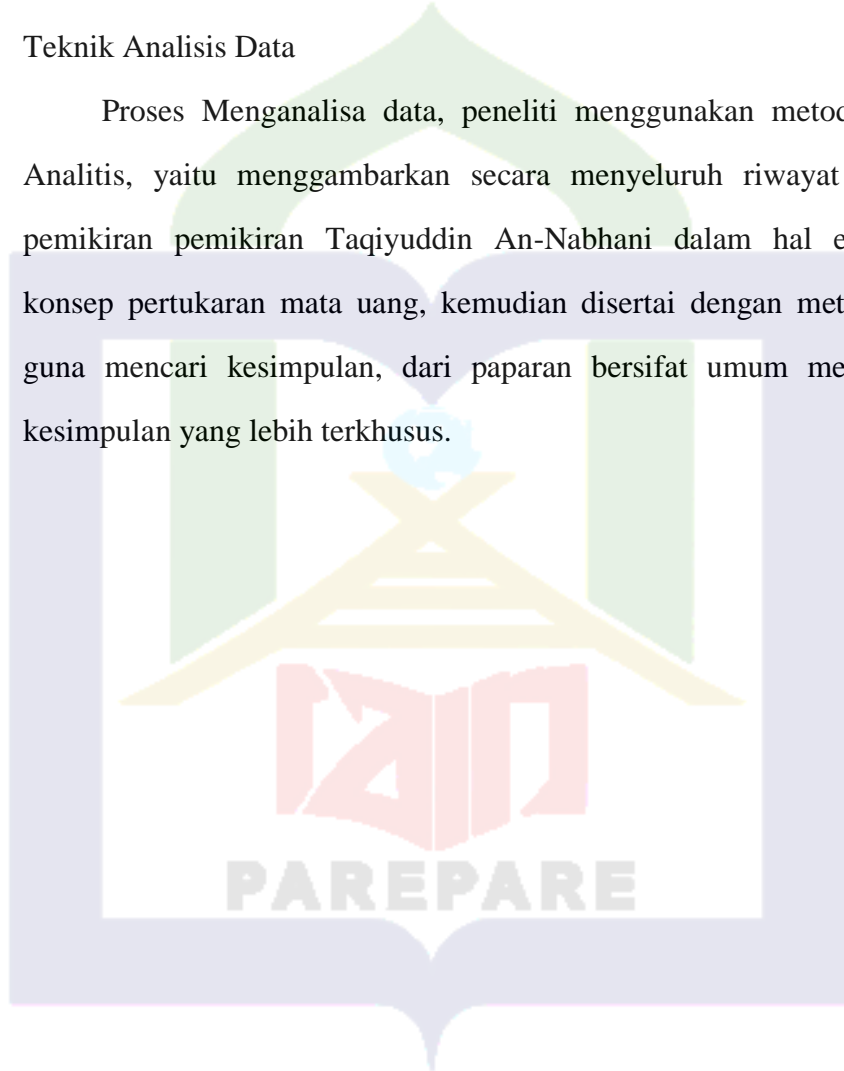 Teknik Analisis Data
Proses Menganalisa data, peneliti menggunakan
Analitis, yaitu menggambarkan secara menyeluruh riwayat
pemikiran pemikiran Taqiyuddin An-Nabhani dalam hal
konsep pertukaran mata uang, kemudian disertai dengan
guna mencari kesimpulan, dari paparan bersifat umum
kesimpulan yang lebih terkhusus.
iain
PAREPARE